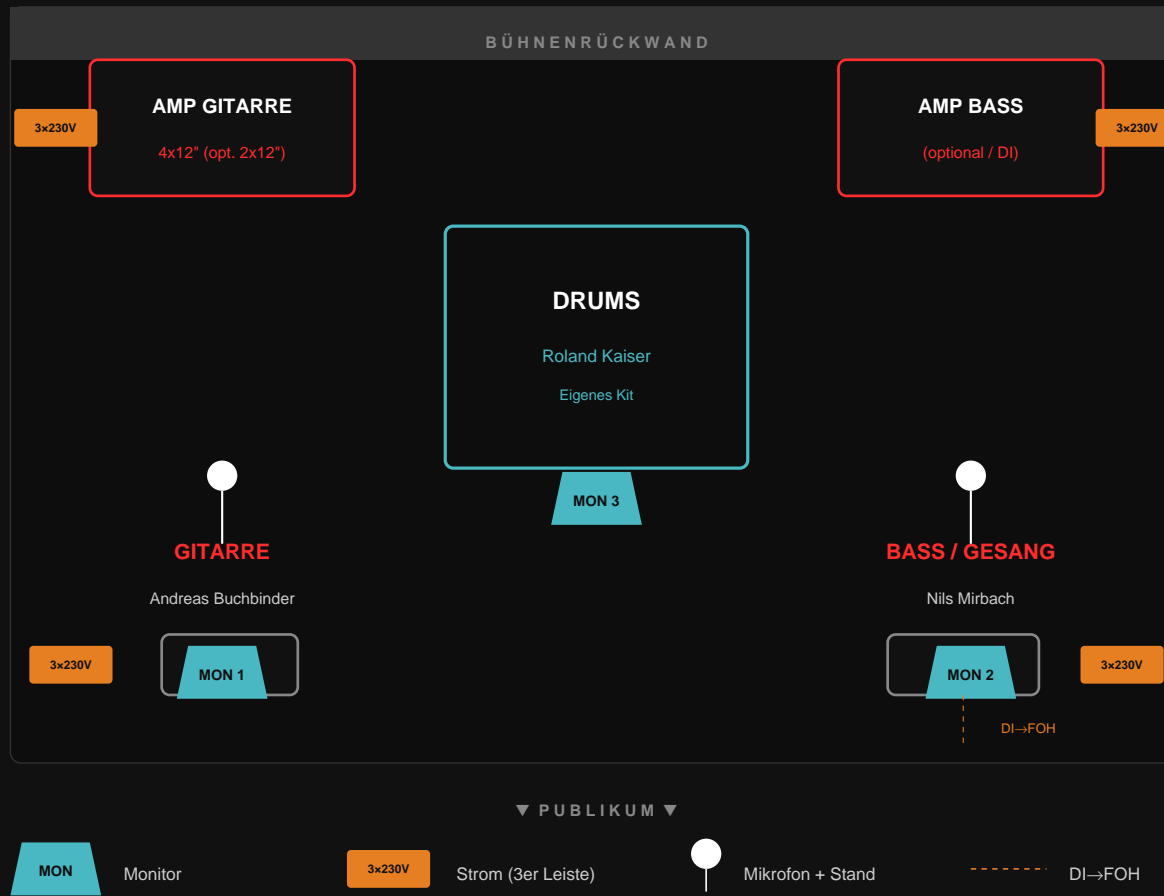 BÜHNENRÜCKWAND
AMP GITARRE
4x12" (opt. 2x12")
3×230V
AMP BASS
(optional / DI)
3×230V
DRUMS
Roland Kaiser
Eigenes Kit
MON 3
GITARRE
Andreas Buchbinder
BASS / GESANG
Nils Mirbach
3×230V
MON 1
MON 2
3×230V
DI→FOH
▼ PUBLIKUM ▼
MON
Monitor
3×230V
Strom (3er Leiste)
Mikrofon + Stand
DI→FOH